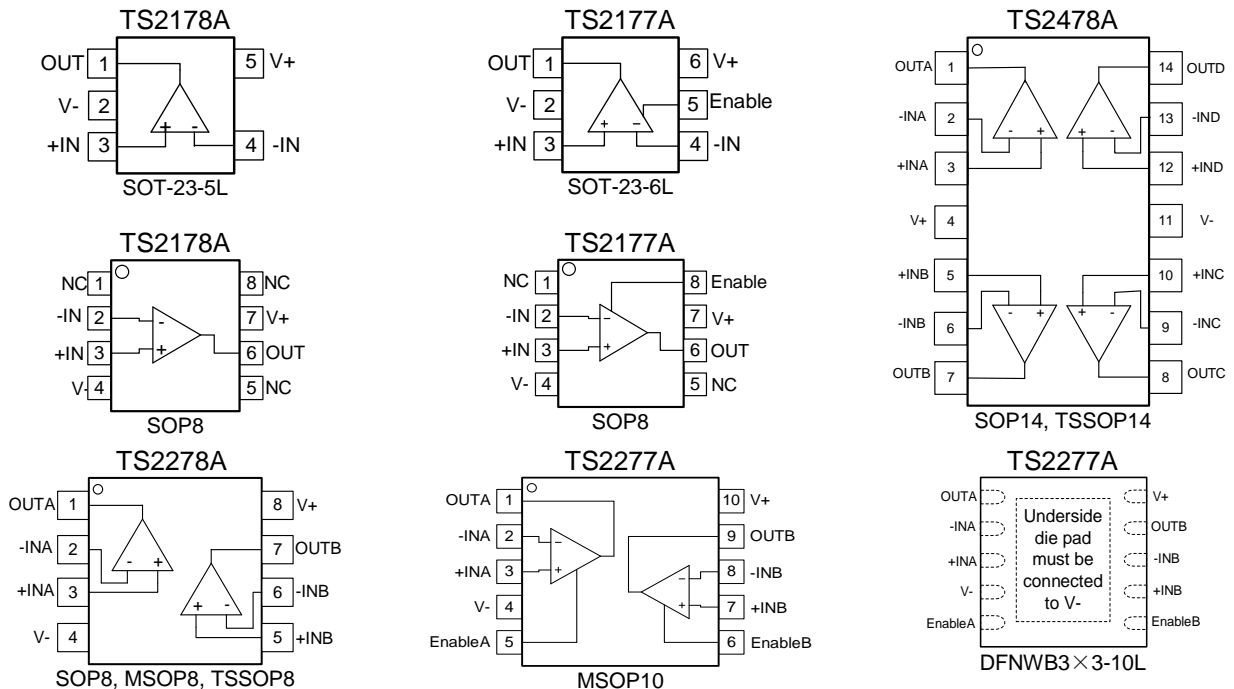 TS2178A
OUT 1 5 V+
V- 2
+IN 3 4 -IN
+ -
SOT-23-5L
TS2177A
OUT 1 6 V+
V- 2 5 Enable
+IN 3 4 -IN
+ -
SOT-23-6L
TS2478A
OUTA 1 14 OUTD
-INA 2 13 -IND
- + + -
+INA 3 12 +IND
V+ 4 11 V-
+INB 5 10 +INC
- + + -
-INB 6 9 -INC
OUTB 7 8 OUTC
SOP14, TSSOP14
TS2178A
NC 1 8 NC
-IN 2 - 7 V+
+IN 3 + 6 OUT
V- 4 5 NC
SOP8
TS2177A
NC 1 8 Enable
-IN 2 - 7 V+
+IN 3 + 6 OUT
V- 4 5 NC
SOP8
TS2278A
OUTA 1 8 V+
-INA 2 - + 7 OUTB
+INA 3 + - 6 -INB
V- 4 5 +INB
SOP8, MSOP8, TSSOP8
TS2277A
OUTA 1 10 V+
-INA 2 - 9 OUTB
+INA 3 + - 8 -INB
V- 4 + 7 +INB
EnableA 5 6 EnableB
MSOP10
TS2277A
OUTA V+
-INA OUTB
+INA -INB
V- +INB
EnableA EnableB
Underside
die pad
must be
connected
to V-
DFNWB3×3-10L